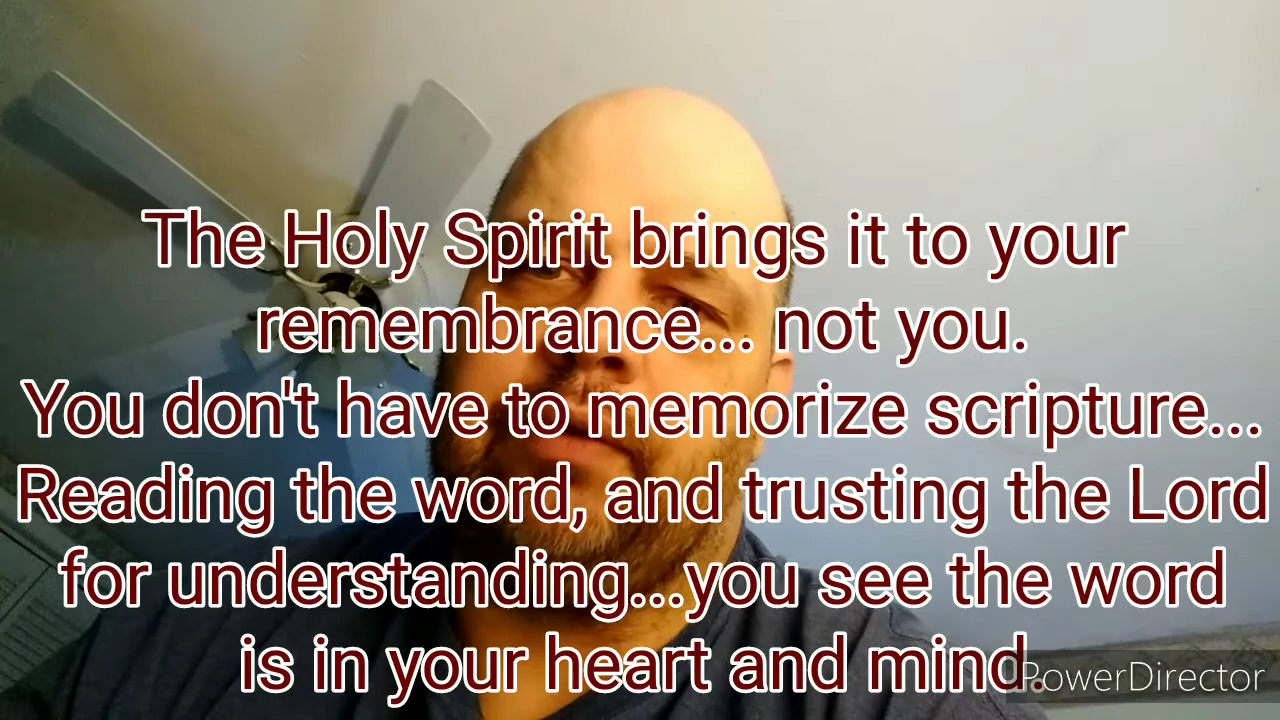 The Holy Spirit brings it to your
remembrance... not you.
You don't have to memorize scripture...
Reading the word, and trusting the Lord
for understanding...you see the word
is in your heart and mind.
PowerDirector